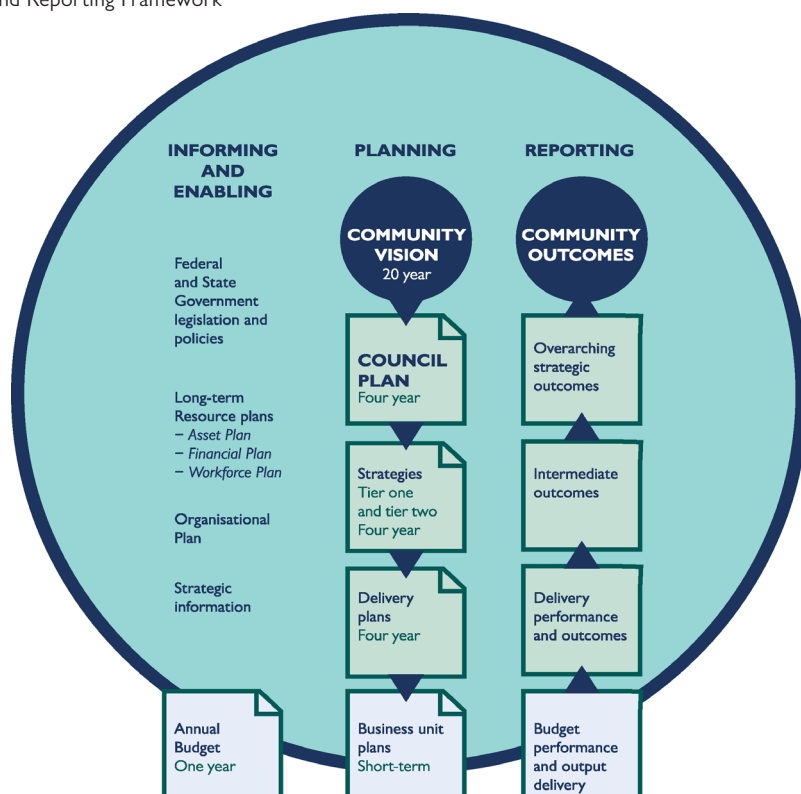 nd Reporting Framework
INFORMING
AND
ENABLING
Federal
and State
Government
legislation and
policies
Long-term
Resource plans
– Asset Plan
– Financial Plan
– Workforce Plan
Organisational
Plan
Strategic
information
Annual
Budget
One year
PLANNING
COMMUNITY
VISION
20 year
COUNCIL
PLAN
Four year
Strategies
Tier one
and tier two
Four year
Delivery
plans
Four year
Business unit
plans
Short-term
REPORTING
COMMUNITY
OUTCOMES
Overarching
strategic
outcomes
Intermediate
outcomes
Delivery
performance
and outcomes
Budget
performance
and output
delivery